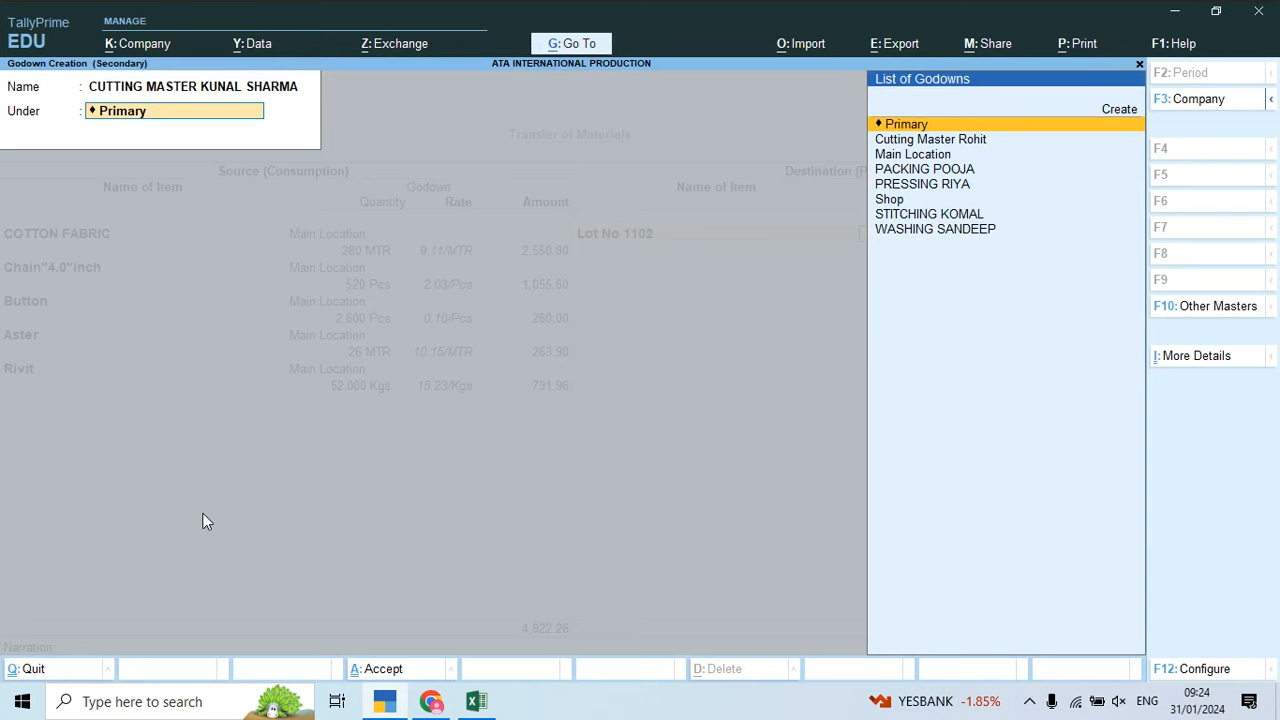 TallyPrime
EDU
MANAGE
K: Company
Y: Data
Z: Exchange
G: Go To
O: Import
E: Export
M: Share
P: Print
F1: Help
Godown Creation (Secondary)
ATA INTERNATIONAL PRODUCTION
Name : CUTTING MASTER KUNAL SHARMA
Under : ♦ Primary
Transfer of Materials
Source (Consumption)
Destination (P
Name of Item
Godown
Name of Item
Quantity
Rate
Amount
COTTON FABRIC Main Location Lot No 1102
280 MTR 9.11/MTR 2,550.80
Chain"4.0"inch Main Location
520 Pcs 2.03/Pcs 1,055.60
Button Main Location
2,600 Pcs 0.10/Pcs 260.00
Aster Main Location
26 MTR 10.15/MTR 263.90
Rivit Main Location
52.000 Kgs 15.23/Kgs 791.96
4,922.26
Narration:
List of Godowns
Create
♦ Primary
Cutting Master Rohit
Main Location
PACKING POOJA
PRESSING RIYA
Shop
STITCHING KOMAL
WASHING SANDEEP
F2: Period
F3: Company
F4
F5
F6
F7
F8
F9
F10: Other Masters
I: More Details
Q: Quit
A: Accept
D: Delete
F12: Configure
Type here to search
YESBANK -1.85%
ENG
09:24
31/01/2024